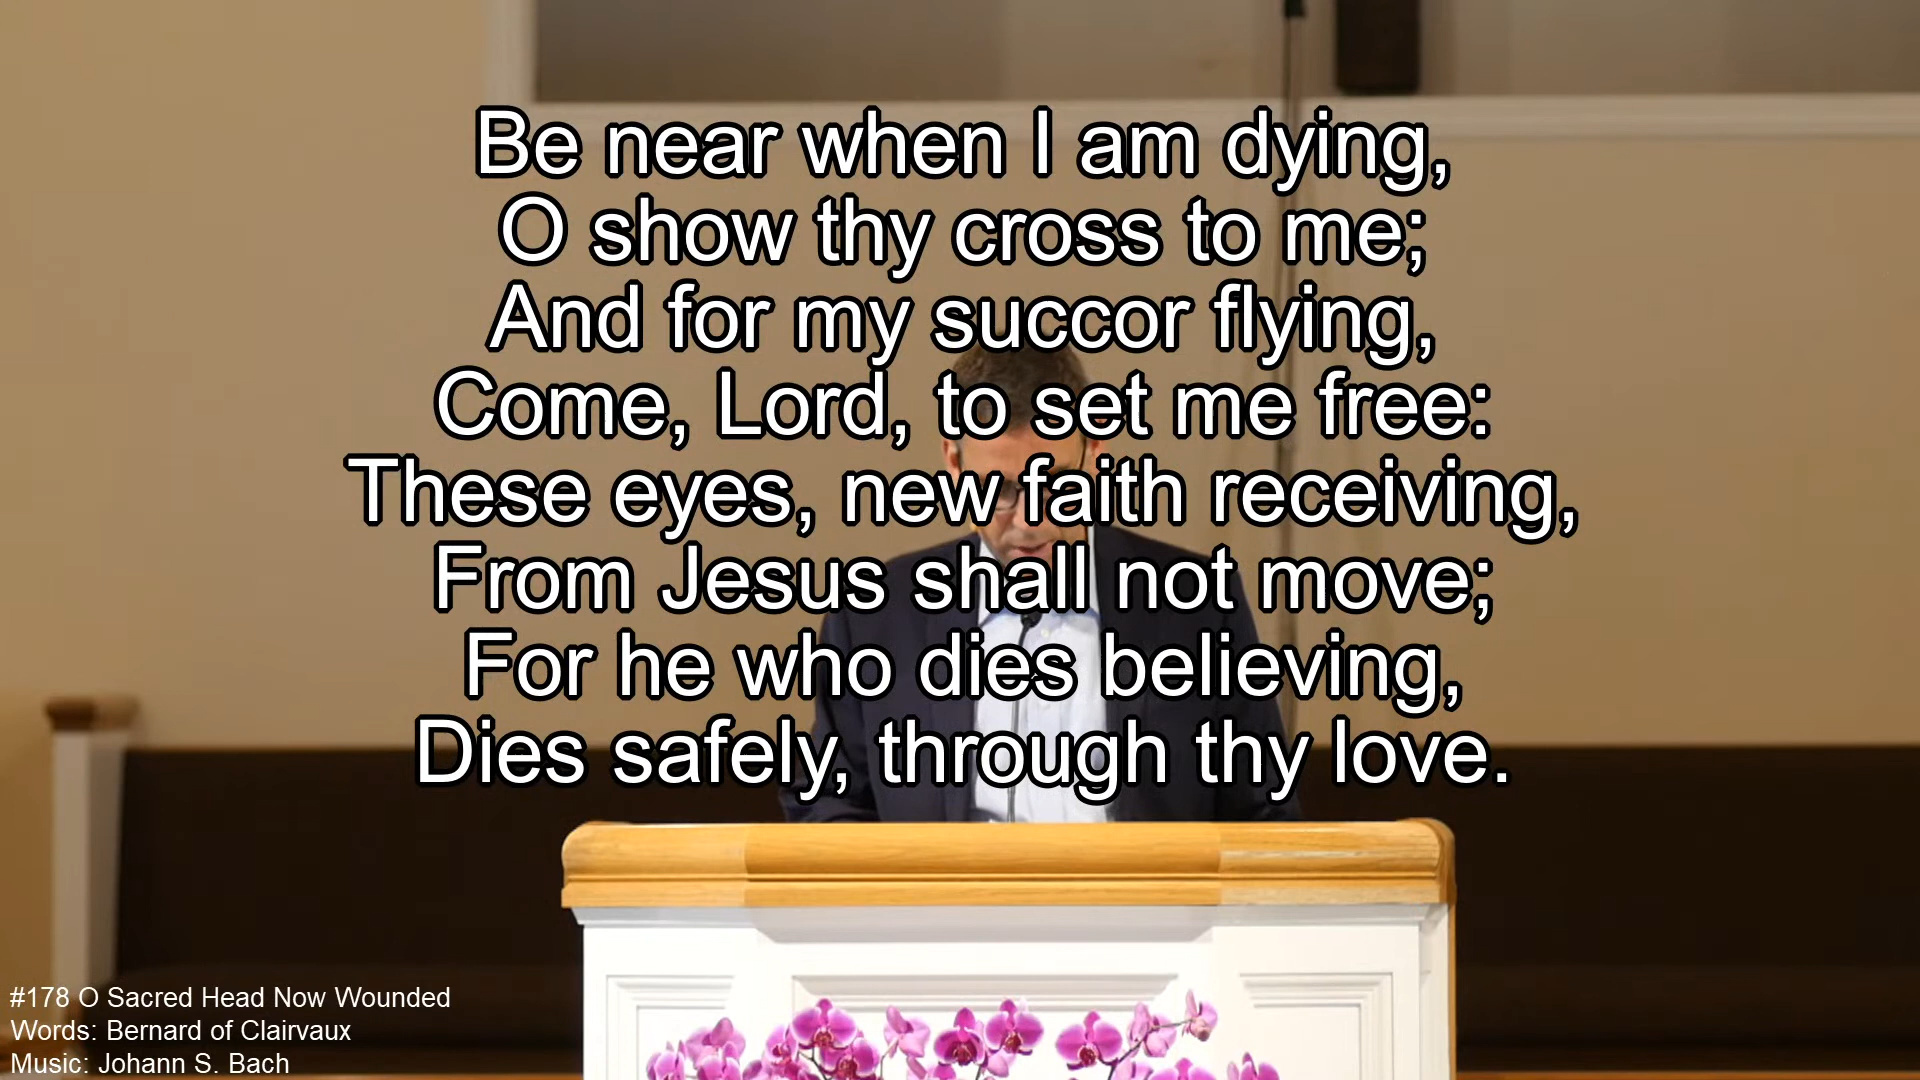 Be near when I am dying,
O show thy cross to me;
And for my succor flying,
Come, Lord, to set me free:
These eyes, new faith receiving,
From Jesus shall not move;
For he who dies believing,
Dies safely, through thy love.
#178 O Sacred Head Now Wounded
Words: Bernard of Clairvaux
Music: Johann S. Bach